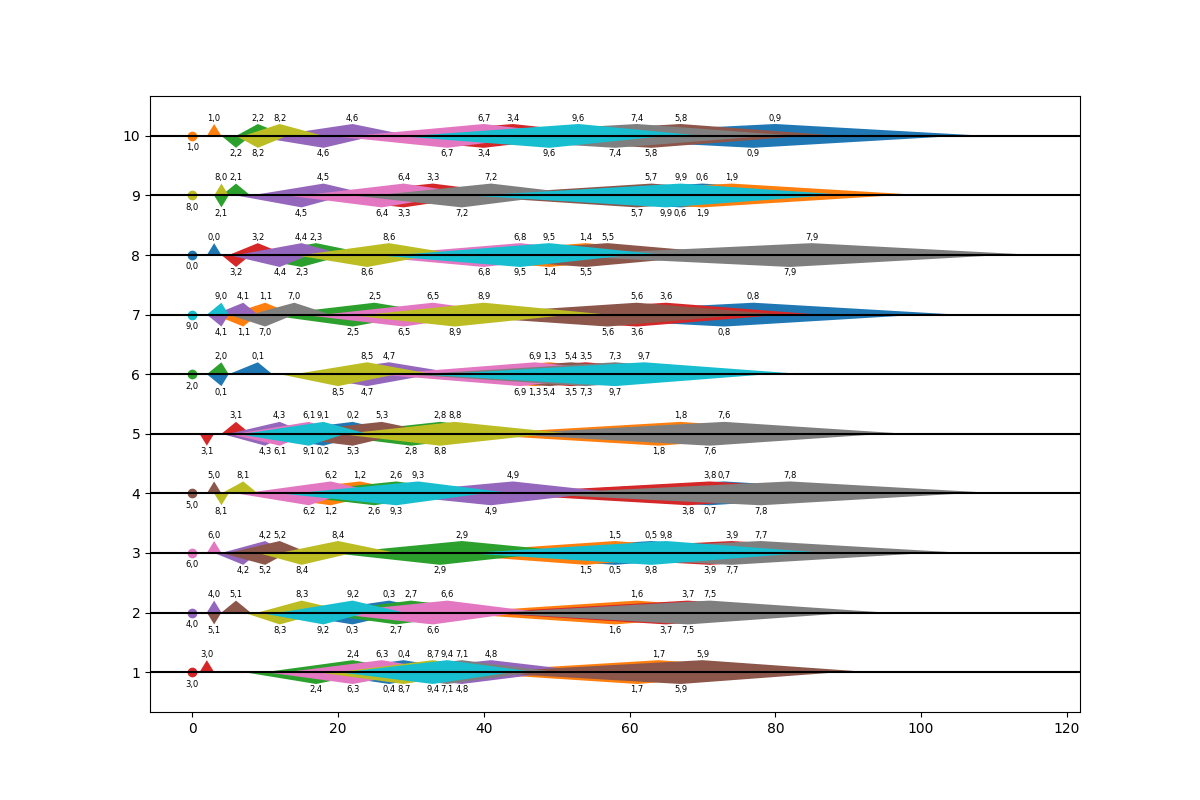 1,0 2,2 8,2 4,6 6,7 3,4 9,6 7,4 5,8 0,9
10
1,0 2,2 8,2 4,6 6,7 3,4 9,6 7,4 5,8 0,9
8,0 2,1 4,5 6,4 3,3 7,2 5,7 9,9 0,6 1,9
9
8,0 2,1 4,5 6,4 3,3 7,2 5,7 9,9 0,6 1,9
0,0 3,2 4,4 2,3 8,6 6,8 9,5 1,4 5,5 7,9
8
0,0 3,2 4,4 2,3 8,6 6,8 9,5 1,4 5,5 7,9
9,0 4,1 1,1 7,0 2,5 6,5 8,9 5,6 3,6 0,8
7
9,0 4,1 1,1 7,0 2,5 6,5 8,9 5,6 3,6 0,8
2,0 0,1 8,5 4,7 6,9 1,3 5,4 3,5 7,3 9,7
6
2,0 0,1 8,5 4,7 6,9 1,3 5,4 3,5 7,3 9,7
3,1 4,3 6,1 9,1 0,2 5,3 2,8 8,8 1,8 7,6
5
3,1 4,3 6,1 9,1 0,2 5,3 2,8 8,8 1,8 7,6
5,0 8,1 6,2 1,2 2,6 9,3 4,9 3,8 0,7 7,8
4
5,0 8,1 6,2 1,2 2,6 9,3 4,9 3,8 0,7 7,8
6,0 4,2 5,2 8,4 2,9 1,5 0,5 9,8 3,9 7,7
3
6,0 4,2 5,2 8,4 2,9 1,5 0,5 9,8 3,9 7,7
4,0 5,1 8,3 9,2 0,3 2,7 6,6 1,6 3,7 7,5
2
4,0 5,1 8,3 9,2 0,3 2,7 6,6 1,6 3,7 7,5
3,0 2,4 6,3 0,4 8,7 9,4 7,1 4,8 1,7 5,9
1
3,0 2,4 6,3 0,4 8,7 9,4 7,1 4,8 1,7 5,9
0 20 40 60 80 100 120